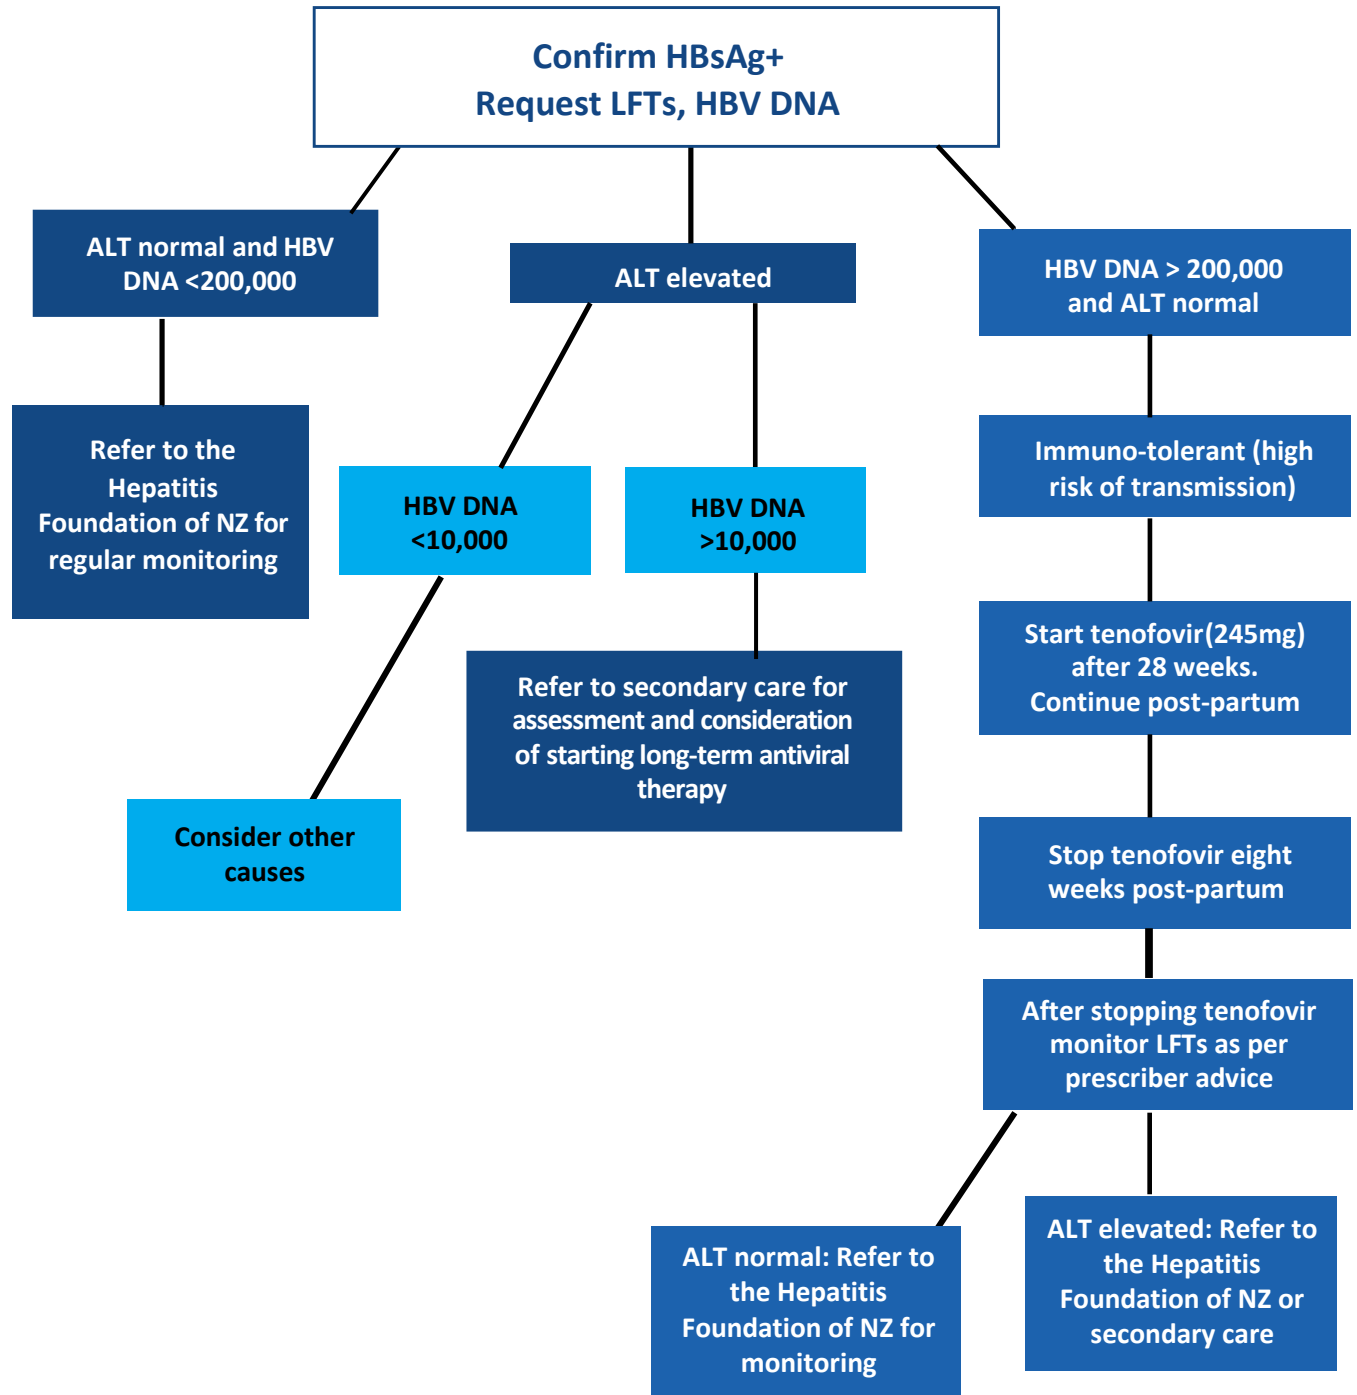 Confirm HBsAg+
Request LFTs, HBV DNA
ALT normal and HBV
DNA <200,000
ALT elevated
HBV DNA > 200,000
and ALT normal
Refer to the
Hepatitis
Foundation of NZ for
regular monitoring
HBV DNA
<10,000
HBV DNA
>10,000
Immuno-tolerant (high
risk of transmission)
Start tenofovir (245mg)
after 28 weeks.
Continue post-partum
Refer to secondary care for
assessment and consideration
of starting long-term antiviral
therapy
Consider other
causes
Stop tenofovir eight
weeks post-partum
After stopping tenofovir
monitor LFTs as per
prescriber advice
ALT normal: Refer to
the Hepatitis
Foundation of NZ for
monitoring
ALT elevated: Refer to
the Hepatitis
Foundation of NZ or
secondary care